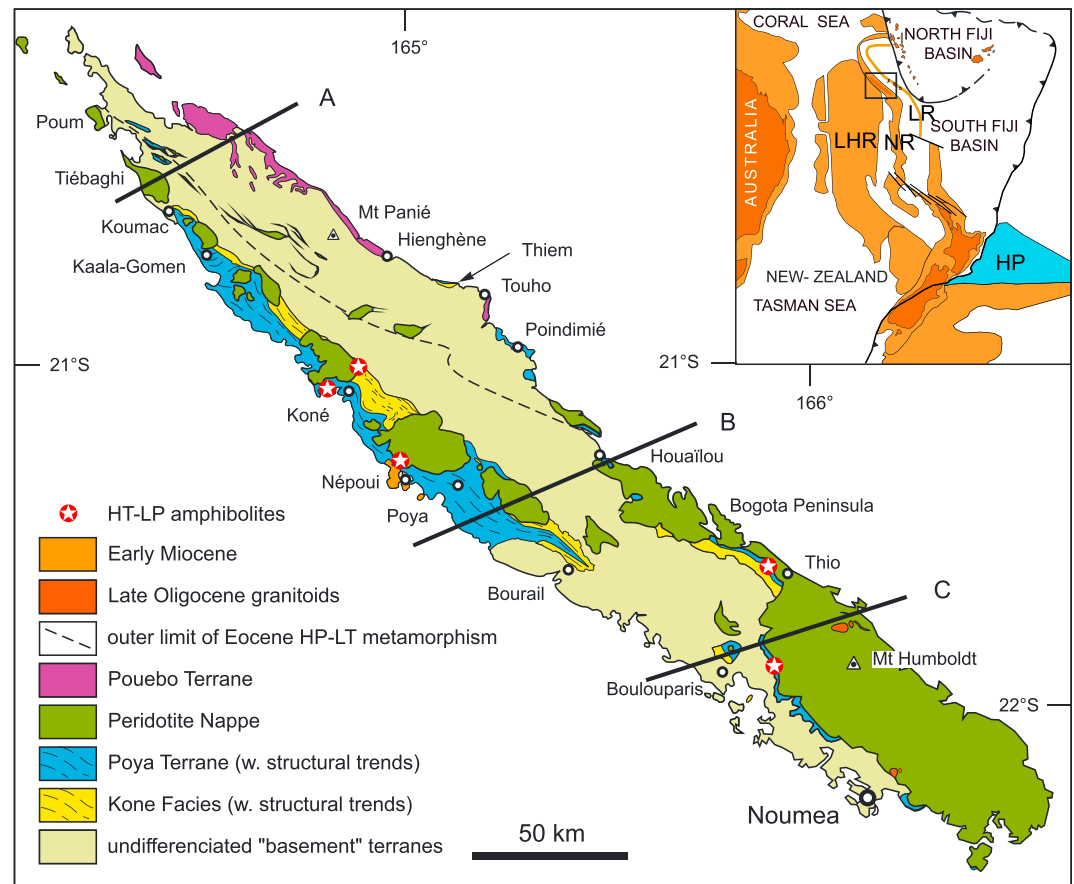 165°
A
Poum
Tiébaghi
Koumac
Kaala-Gomen
Mt Panié
Hienghène
Thiem
Touho
Poindimié
21°S
Koné
Népoui
Poya
B
Houaïlou
Bogota Peninsula
Thio
Bourail
C
Mt Humboldt
Boulouparis
Noumea
21°S
166°
22°S
CORAL SEA
NORTH FIJI
BASIN
AUSTRALIA
LHR
NR
LR
SOUTH FIJI
BASIN
HP
NEW- ZEALAND
TASMAN SEA
HT-LP amphibolites
Early Miocene
Late Oligocene granitoids
outer limit of Eocene HP-LT metamorphism
Pouebo Terrane
Peridotite Nappe
Poya Terrane (w. structural trends)
Kone Facies (w. structural trends)
undifferenciated "basement" terranes
50 km